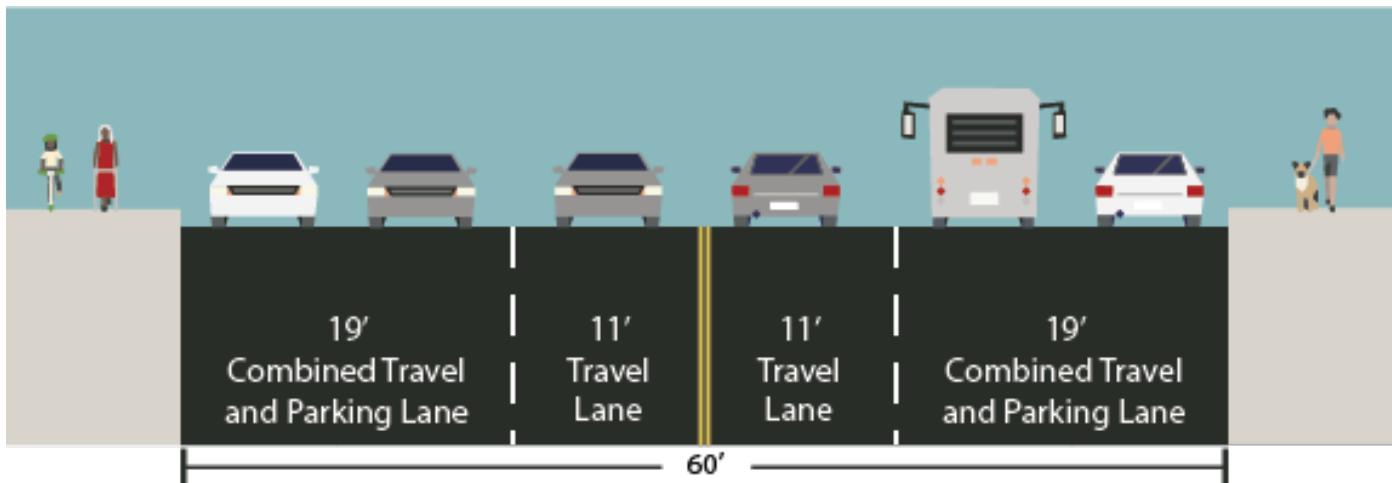 19′
Combined Travel
and Parking Lane
11′
Travel
Lane
11′
Travel
Lane
19′
Combined Travel
and Parking Lane
60′